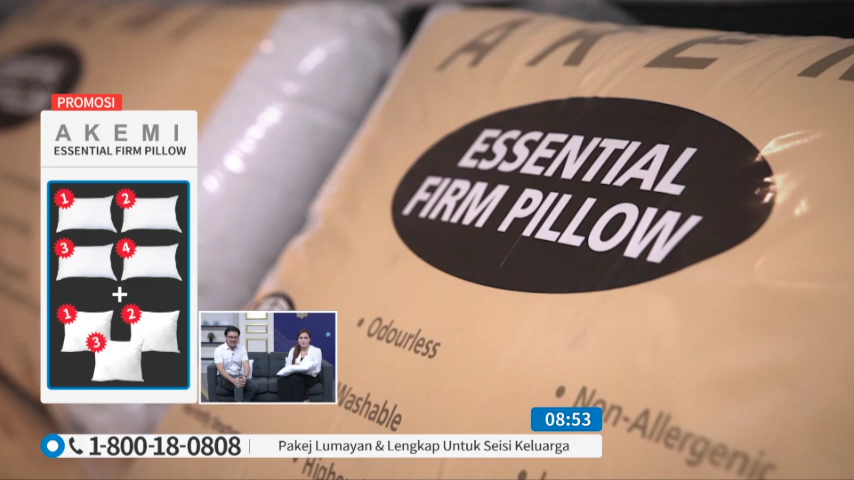 PROMOSI
AKEMI
ESSENTIAL FIRM PILLOW
1
2
3
4
+
1
2
3
ESSENTIAL
FIRM PILLOW
Odourless
Washable
Non-Allergenic
08:53
1-800-18-0808
Pakej Lumayan & Lengkap Untuk Seisi Keluarga